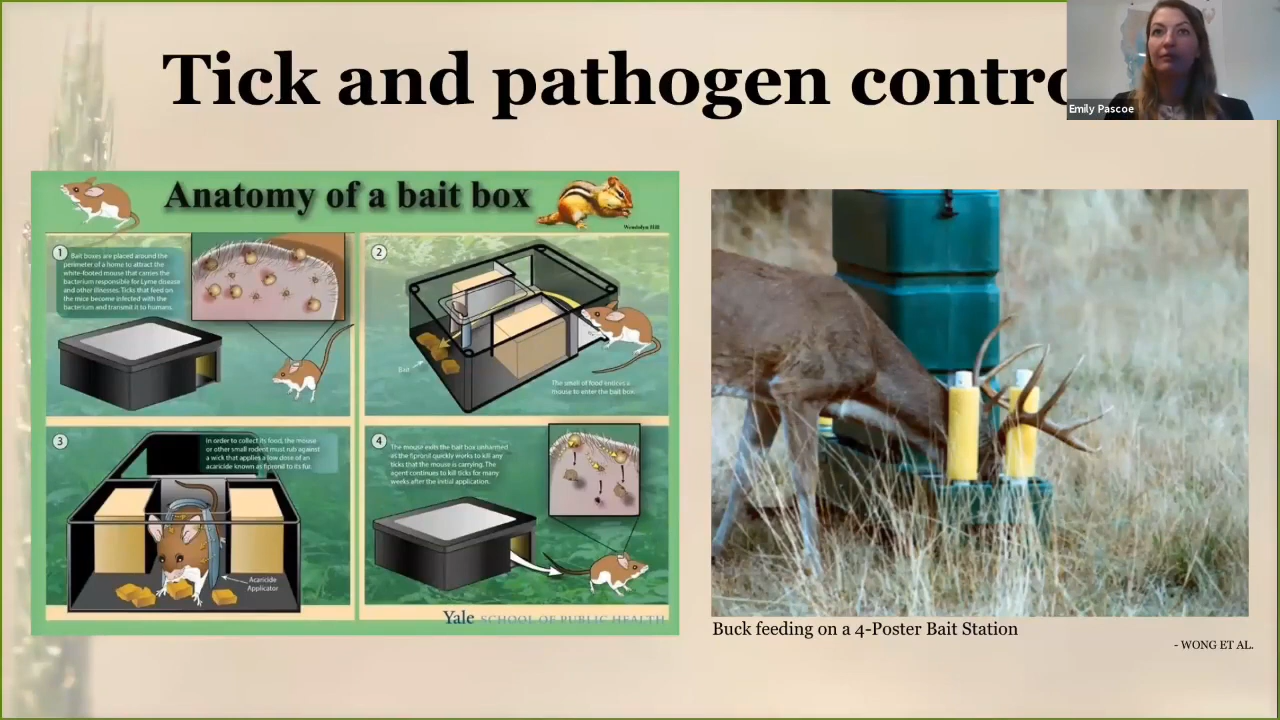 Tick and pathogen contro
Emily Pascoe
Anatomy of a bait box
Wendolyn Hill
1
Bait boxes are placed around the
perimeter of a home to attract the
white-footed mouse that carries the
bacterium responsible for Lyme disease
and other illnesses. Ticks that feed on
the mice become infected with the
bacterium and transmit it to humans.
2
Bait
The smell of food entices a
mouse to enter the bait box.
3
In order to collect its food, the mouse
or other small rodent must rub against
a wick that applies a low dose of an
acaricide known as fipronil to its fur.
Acaricide
Applicator
4
The mouse exits the bait box unharmed
as the fipronil quickly works to kill any
ticks that the mouse is carrying. The
agent continues to kill ticks for many
weeks after the initial application.
Yale SCHOOL OF PUBLIC HEALTH
Buck feeding on a 4-Poster Bait Station
- WONG ET AL.